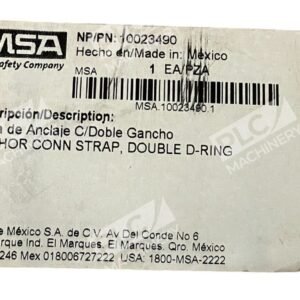 MSA NP/PN: 10023490
Safety Company Hecho en/Made in: México
MSA 1 EA/PZA
MSA.10023490.1
ripción/Description:
a de Anclaje C/Doble Gancho
HOR CONN STRAP, DOUBLE D-RING
e México S.A. de C.V. Av Del Conde No 6
arque Ind. El Marques. El Marques. Qro. México
246 Mex 018006727222 USA: 1800-MSA-2222
DLC
MACHINERY